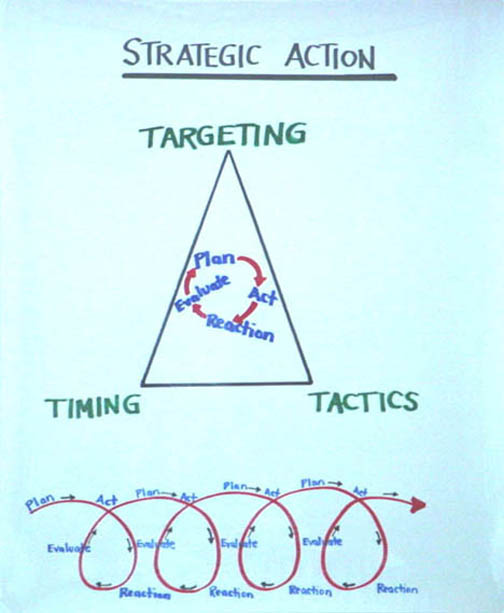 STRATEGIC ACTION
TARGETING
Plan
Act
Evaluate
Reaction
TIMING
TACTICS
Plan Act Plan Act Plan Act Plan Act
Evaluate Evaluate Evaluate Evaluate
Reaction Reaction Reaction Reaction